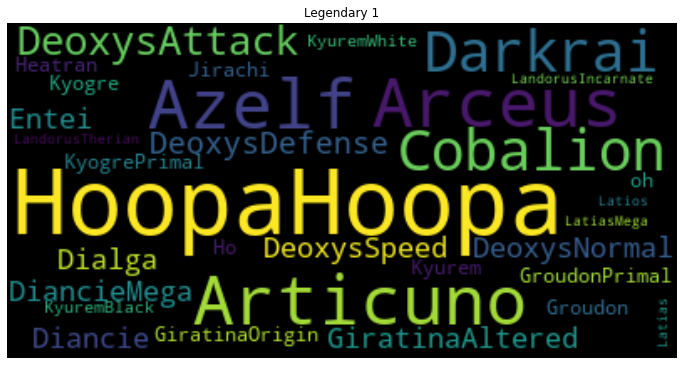 Legendary 1
DeoxysAttack KyuremWhite Darkrai
Heatran Jirachi LandorusIncarnate
Kyogre Azelf Arceus
Entei
LandorusTherian DeoxysDefense Cobalion
KyogrePrimal oh
HoopaHoopa Latios
LatiasMega
Ho DeoxysSpeed DeoxysNormal
Dialga Kyurem GroudonPrimal
DiancieMega Articuno
KyuremBlack Groudon Latias
Diancie GiratinaOrigin GiratinaAltered